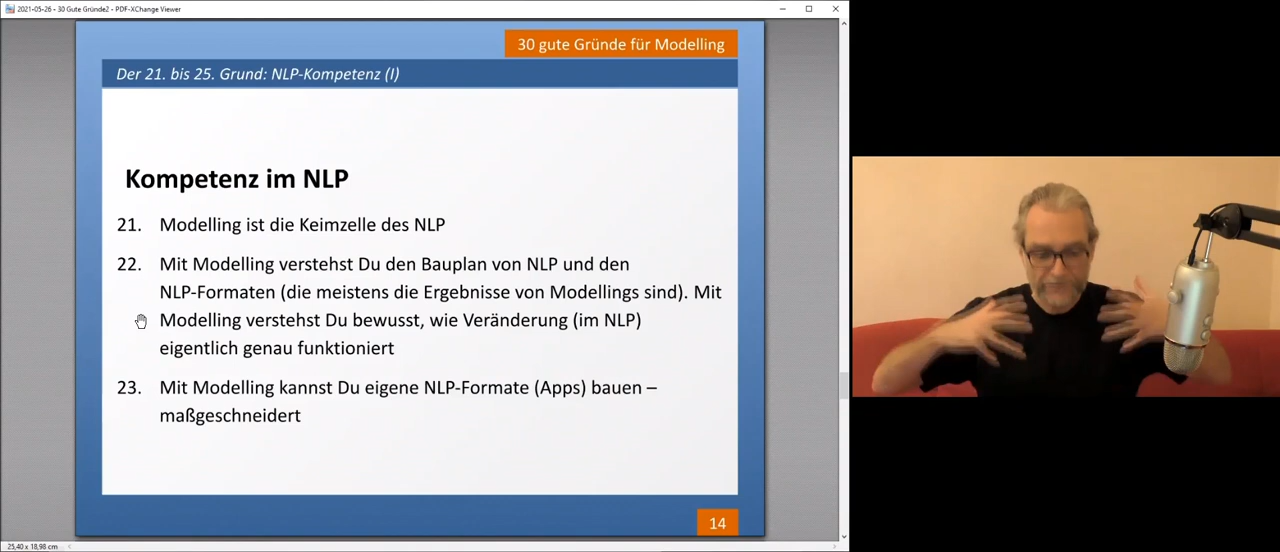 2021-05-26 - 30 Gute Gründe2 - PDF-XChange Viewer
30 gute Gründe für Modelling
Der 21. bis 25. Grund: NLP-Kompetenz (I)
Kompetenz im NLP
21. Modelling ist die Keimzelle des NLP
22. Mit Modelling verstehst Du den Bauplan von NLP und den
NLP-Formaten (die meistens die Ergebnisse von Modellings sind). Mit
Modelling verstehst Du bewusst, wie Veränderung (im NLP)
eigentlich genau funktioniert
23. Mit Modelling kannst Du eigene NLP-Formate (Apps) bauen –
maßgeschneidert
14
25,40 x 18,98 cm